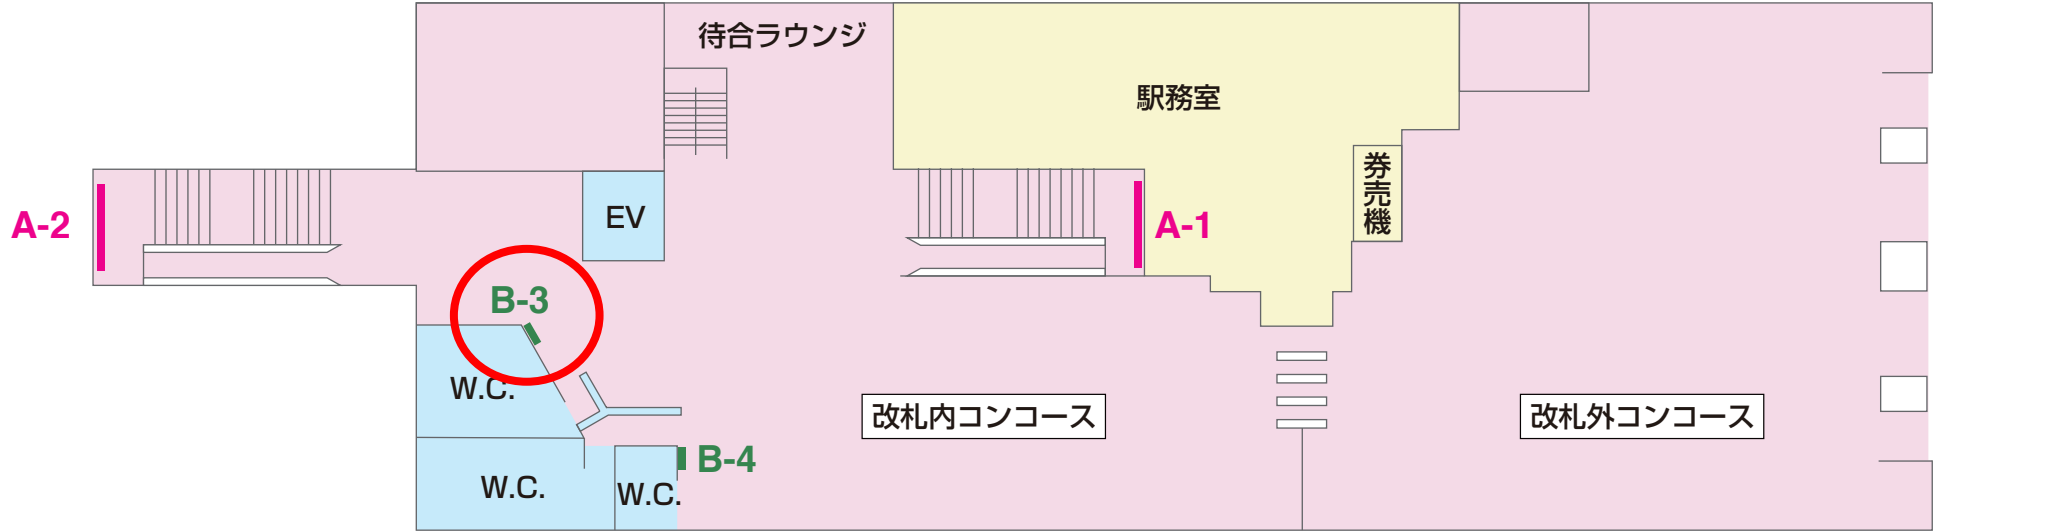 待合ラウンジ
駅務室
券売機
A-2
EV
A-1
B-3
W.C.
改札内コンコース
改札外コンコース
B-4
W.C.
W.C.